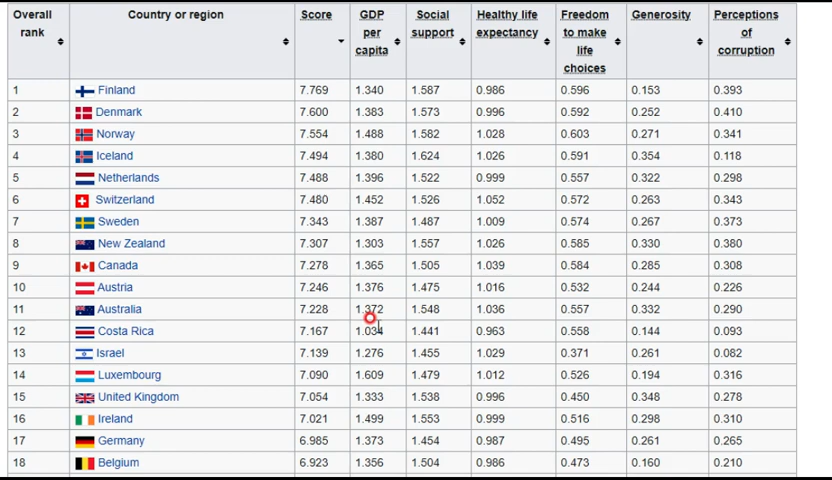 Overall rank Country or region Score GDP per capita Social support Healthy life expectancy Freedom to make life choices Generosity Perceptions of corruption
1 Finland 7.769 1.340 1.587 0.986 0.596 0.153 0.393
2 Denmark 7.600 1.383 1.573 0.996 0.592 0.252 0.410
3 Norway 7.554 1.488 1.582 1.028 0.603 0.271 0.341
4 Iceland 7.494 1.380 1.624 1.026 0.591 0.354 0.118
5 Netherlands 7.488 1.396 1.522 0.999 0.557 0.322 0.298
6 Switzerland 7.480 1.452 1.526 1.052 0.572 0.263 0.343
7 Sweden 7.343 1.387 1.487 1.009 0.574 0.267 0.373
8 New Zealand 7.307 1.303 1.557 1.026 0.585 0.330 0.380
9 Canada 7.278 1.365 1.505 1.039 0.584 0.285 0.308
10 Austria 7.246 1.376 1.475 1.016 0.532 0.244 0.226
11 Australia 7.228 1.372 1.548 1.036 0.557 0.332 0.290
12 Costa Rica 7.167 1.034 1.441 0.963 0.558 0.144 0.093
13 Israel 7.139 1.276 1.455 1.029 0.371 0.261 0.082
14 Luxembourg 7.090 1.609 1.479 1.012 0.526 0.194 0.316
15 United Kingdom 7.054 1.333 1.538 0.996 0.450 0.348 0.278
16 Ireland 7.021 1.499 1.553 0.999 0.516 0.298 0.310
17 Germany 6.985 1.373 1.454 0.987 0.495 0.261 0.265
18 Belgium 6.923 1.356 1.504 0.986 0.473 0.160 0.210